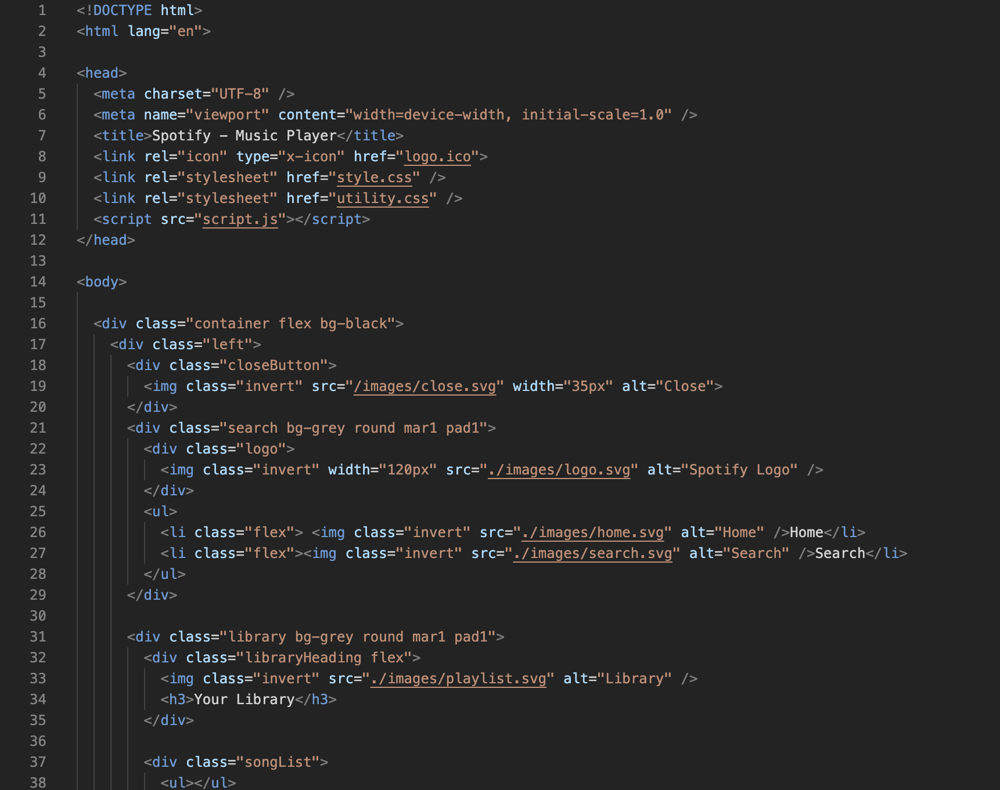 1 <!DOCTYPE html>
2 <html lang="en">
3
4 <head>
5   <meta charset="UTF-8" />
6   <meta name="viewport" content="width=device-width, initial-scale=1.0" />
7   <title>Spotify - Music Player</title>
8   <link rel="icon" type="x-icon" href="logo.ico">
9   <link rel="stylesheet" href="style.css" />
10   <link rel="stylesheet" href="utility.css" />
11   <script src="script.js"></script>
12 </head>
13
14 <body>
15
16   <div class="container flex bg-black">
17     <div class="left">
18       <div class="closeButton">
19         <img class="invert" src="/images/close.svg" width="35px" alt="Close">
20       </div>
21       <div class="search bg-grey round mar1 pad1">
22         <div class="logo">
23           <img class="invert" width="120px" src="./images/logo.svg" alt="Spotify Logo" />
24         </div>
25         <ul>
26           <li class="flex"> <img class="invert" src="./images/home.svg" alt="Home" />Home</li>
27           <li class="flex"><img class="invert" src="./images/search.svg" alt="Search" />Search</li>
28         </ul>
29       </div>
30
31       <div class="library bg-grey round mar1 pad1">
32         <div class="libraryHeading flex">
33           <img class="invert" src="./images/playlist.svg" alt="Library" />
34           <h3>Your Library</h3>
35         </div>
36
37         <div class="songList">
38           <ul></ul>